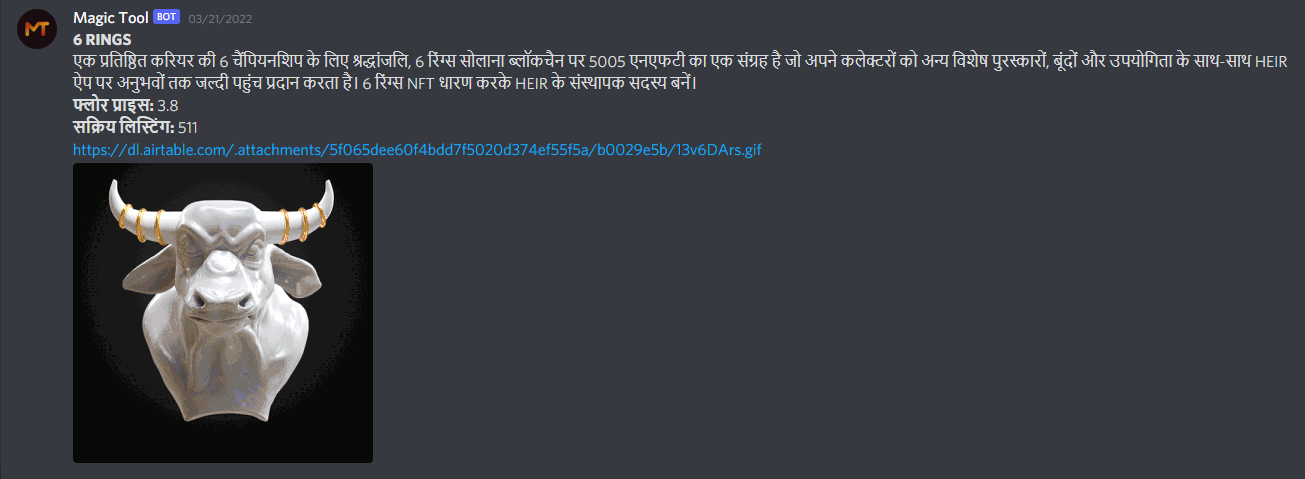 MT
Magic Tool BOT 03/21/2022
6 RINGS
एक प्रतिष्ठित करियर की 6 चैंपियनशिप के लिए श्रद्धांजलि, 6 रिंग्स सोलाना ब्लॉकचैन पर 5005 एनएफटी का एक संग्रह है जो अपने कलेक्टरों को अन्य विशेष पुरस्कारों, बूंदों और उपयोगिता के साथ-साथ HEIR
ऐप पर अनुभवों तक जल्दी पहुंच प्रदान करता है। 6 रिंग्स NFT धारण करके HEIR के संस्थापक सदस्य बनें।
फ्लोर प्राइस: 3.8
सक्रिय लिस्टिंग: 511
https://dl.airtable.com/.attachments/5f065dee60f4bdd7f5020d374ef55f5a/b0029e5b/13v6DArs.gif